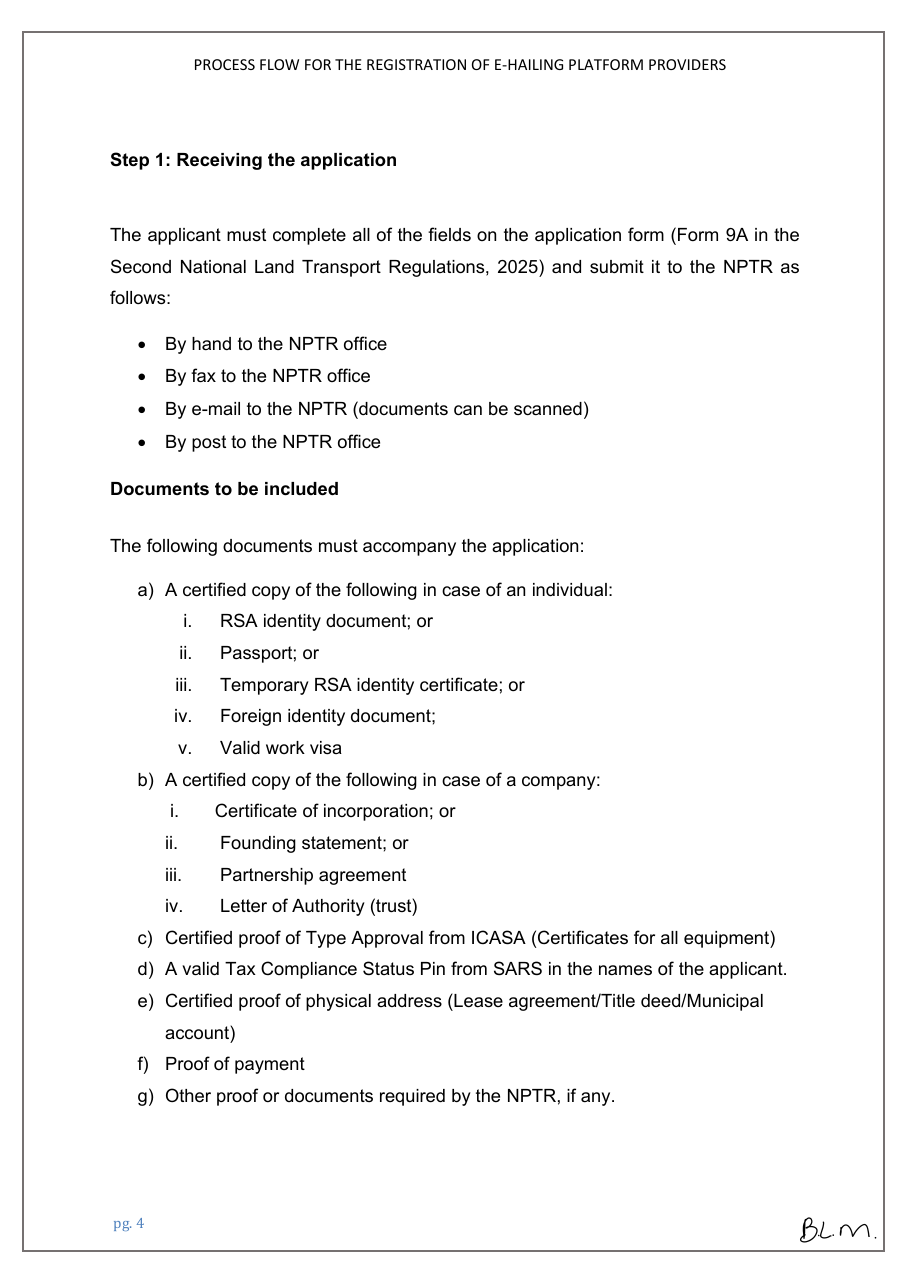 PROCESS FLOW FOR THE REGISTRATION OF E-HAILING PLATFORM PROVIDERS
Step 1: Receiving the application
The applicant must complete all of the fields on the application form (Form 9A in the
Second National Land Transport Regulations, 2025) and submit it to the NPTR as
follows:
• By hand to the NPTR office
• By fax to the NPTR office
• By e-mail to the NPTR (documents can be scanned)
• By post to the NPTR office
Documents to be included
The following documents must accompany the application:
a) A certified copy of the following in case of an individual:
i. RSA identity document; or
ii. Passport; or
iii. Temporary RSA identity certificate; or
iv. Foreign identity document;
v. Valid work visa
b) A certified copy of the following in case of a company:
i. Certificate of incorporation; or
ii. Founding statement; or
iii. Partnership agreement
iv. Letter of Authority (trust)
c) Certified proof of Type Approval from ICASA (Certificates for all equipment)
d) A valid Tax Compliance Status Pin from SARS in the names of the applicant.
e) Certified proof of physical address (Lease agreement/Title deed/Municipal
account)
f) Proof of payment
g) Other proof or documents required by the NPTR, if any.
pg. 4
B.L.M.